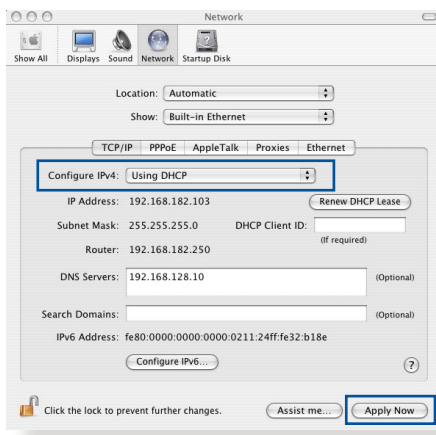 Network
Show All Displays Sound Network Startup Disk
Location: Automatic
Show: Built-in Ethernet
TCP/IP PPPoE AppleTalk Proxies Ethernet
Configure IPv4: Using DHCP
IP Address: 192.168.182.103 Renew DHCP Lease
Subnet Mask: 255.255.255.0 DHCP Client ID:
(If required)
Router: 192.168.182.250
DNS Servers: 192.168.128.10 (Optional)
Search Domains: (Optional)
IPv6 Address: fe80:0000:0000:0000:0211:24ff:fe32:b18e
Configure IPv6... ?
Click the lock to prevent further changes. Assist me... Apply Now